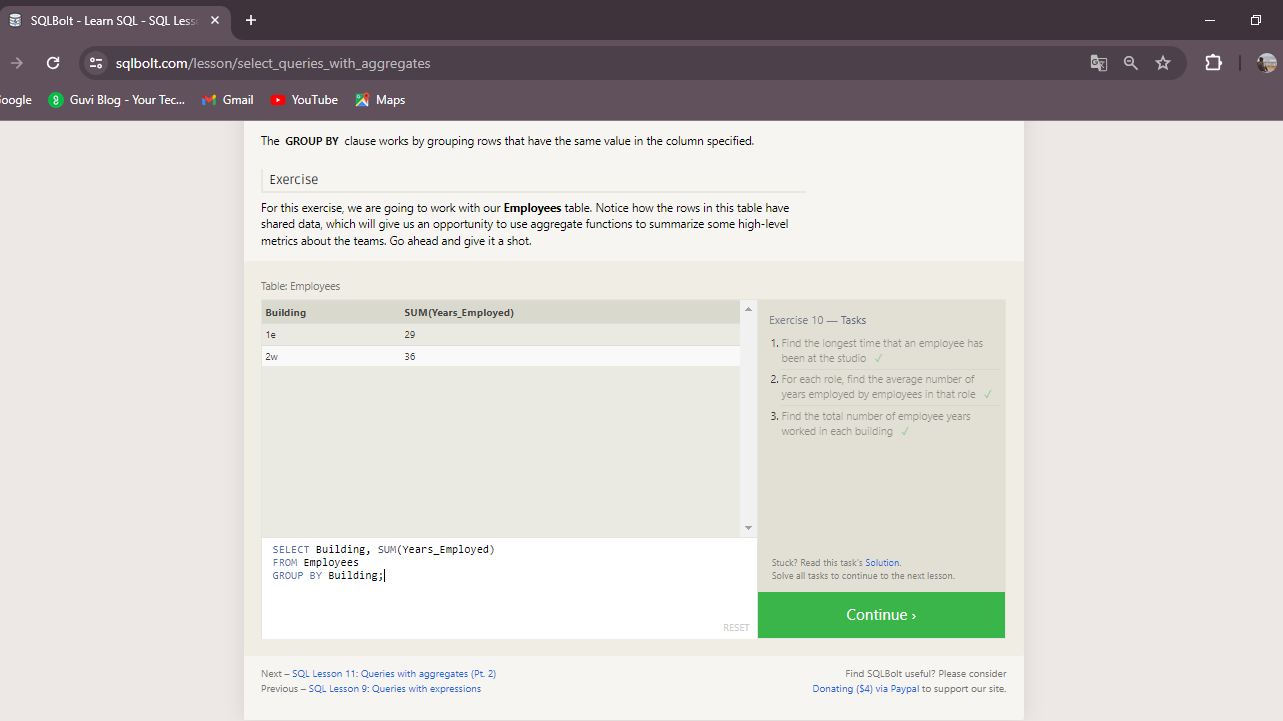 SQLBolt - Learn SQL - SQL Less
sqlbolt.com/lesson/select_queries_with_aggregates
Guvi Blog - Your Tec...
Gmail
YouTube
Maps
The GROUP BY clause works by grouping rows that have the same value in the column specified.
Exercise
For this exercise, we are going to work with our Employees table. Notice how the rows in this table have
shared data, which will give us an opportunity to use aggregate functions to summarize some high-level
metrics about the teams. Go ahead and give it a shot.
Table: Employees
Building SUM(Years_Employed)
1e 29
2w 36
SELECT Building, SUM(Years_Employed)
FROM Employees
GROUP BY Building;
RESET
Exercise 10 — Tasks
1. Find the longest time that an employee has
been at the studio ✓
2. For each role, find the average number of
years employed by employees in that role ✓
3. Find the total number of employee years
worked in each building ✓
Stuck? Read this task's Solution.
Solve all tasks to continue to the next lesson.
Continue ›
Next – SQL Lesson 11: Queries with aggregates (Pt. 2)
Previous – SQL Lesson 9: Queries with expressions
Find SQLBolt useful? Please consider
Donating ($4) via Paypal to support our site.